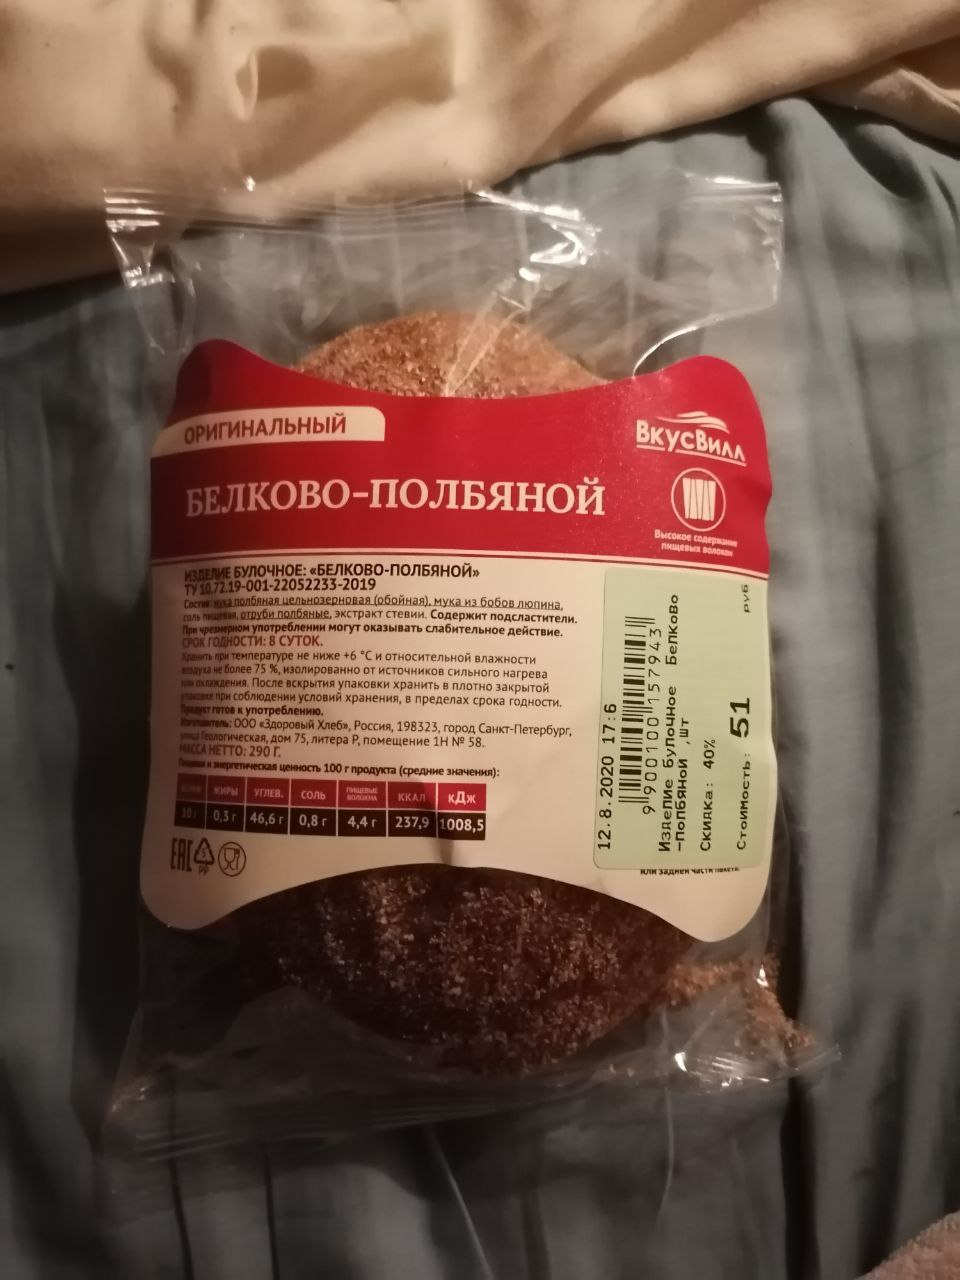 ОРИГИНАЛЬНЫЙ
ВкусВилл
БЕЛКОВО-ПОЛБЯНОЙ
Высокое содержание
пищевых волокон
ИЗДЕЛИЕ БУЛОЧНОЕ: «БЕЛКОВО-ПОЛБЯНОЙ»
ТУ 10.72.19-001-22052233-2019
Состав: мука полбяная цельнозерновая (обойная), мука из бобов люпина,
соль пищевая, отруби полбяные, экстракт стевии. Содержит подсластители.
При чрезмерном употреблении могут оказывать слабительное действие.
СРОК ГОДНОСТИ: 8 СУТОК.
Хранить при температуре не ниже +6 °С и относительной влажности
воздуха не более 75 %, изолированно от источников сильного нагрева
или охлаждения. После вскрытия упаковки хранить в плотно закрытой
упаковке при соблюдении условий хранения, в пределах срока годности.
Продукт готов к употреблению.
Изготовитель: ООО «Здоровый Хлеб», Россия, 198323, город Санкт-Петербург,
улица Геологическая, дом 75, литера Р, помещение 1Н № 58.
МАССА НЕТТО: 290 Г.
Пищевая и энергетическая ценность 100 г продукта (средние значения):
ЖИРЫ УГЛЕВ. СОЛЬ ПИЩЕВЫЕ ВОЛОКНА ККАЛ кДж
10 г 0,3 г 46,6 г 0,8 г 4,4 г 237,9 1008,5
EAC
5
PP
12.8.2020 17:6
9900100157943
Изделие булочное Белково
-Полбяной ,шт
Скидка: 40%
Стоимость: 51 руб
или задней части пакета.